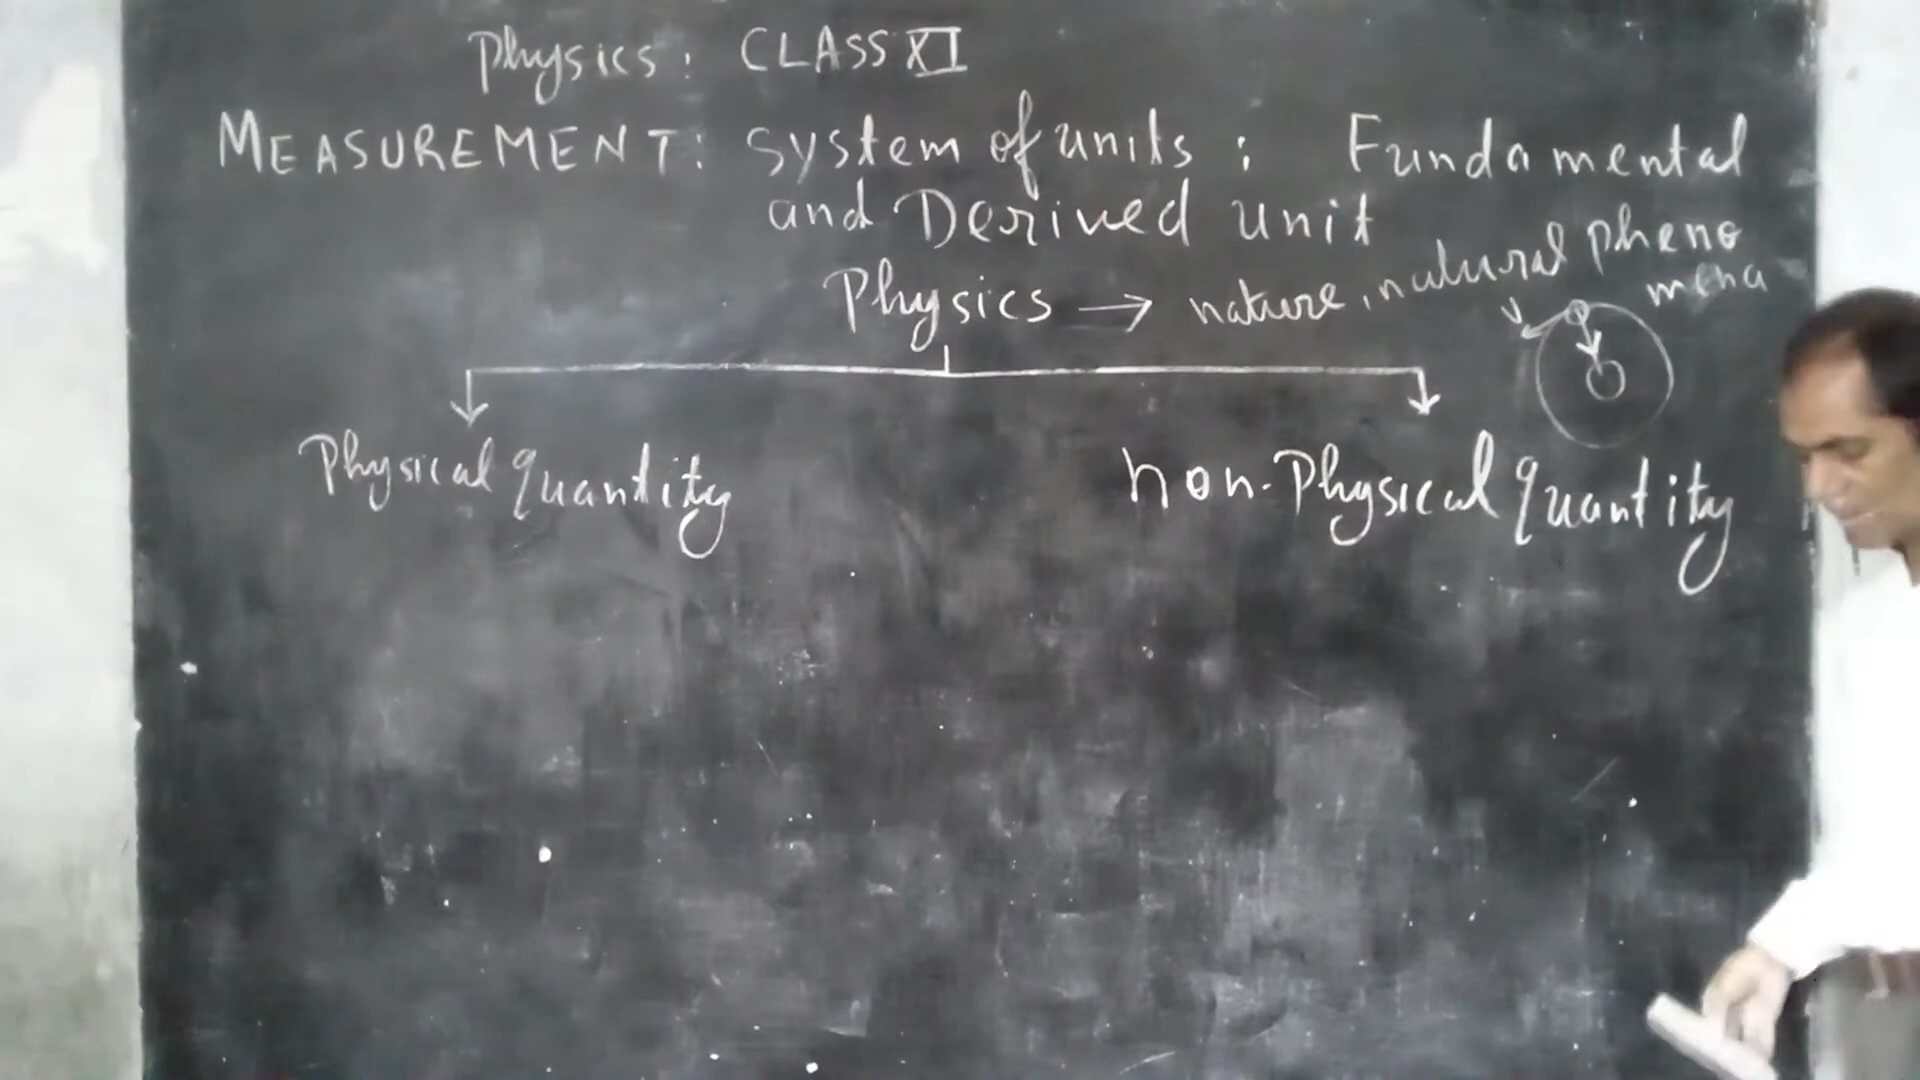 Physics: CLASS XI
MEASUREMENT: System of units: Fundamental
and Derived unit
Physics → nature, natural pheno
mena
v
Physical quantity
non-Physical quantity